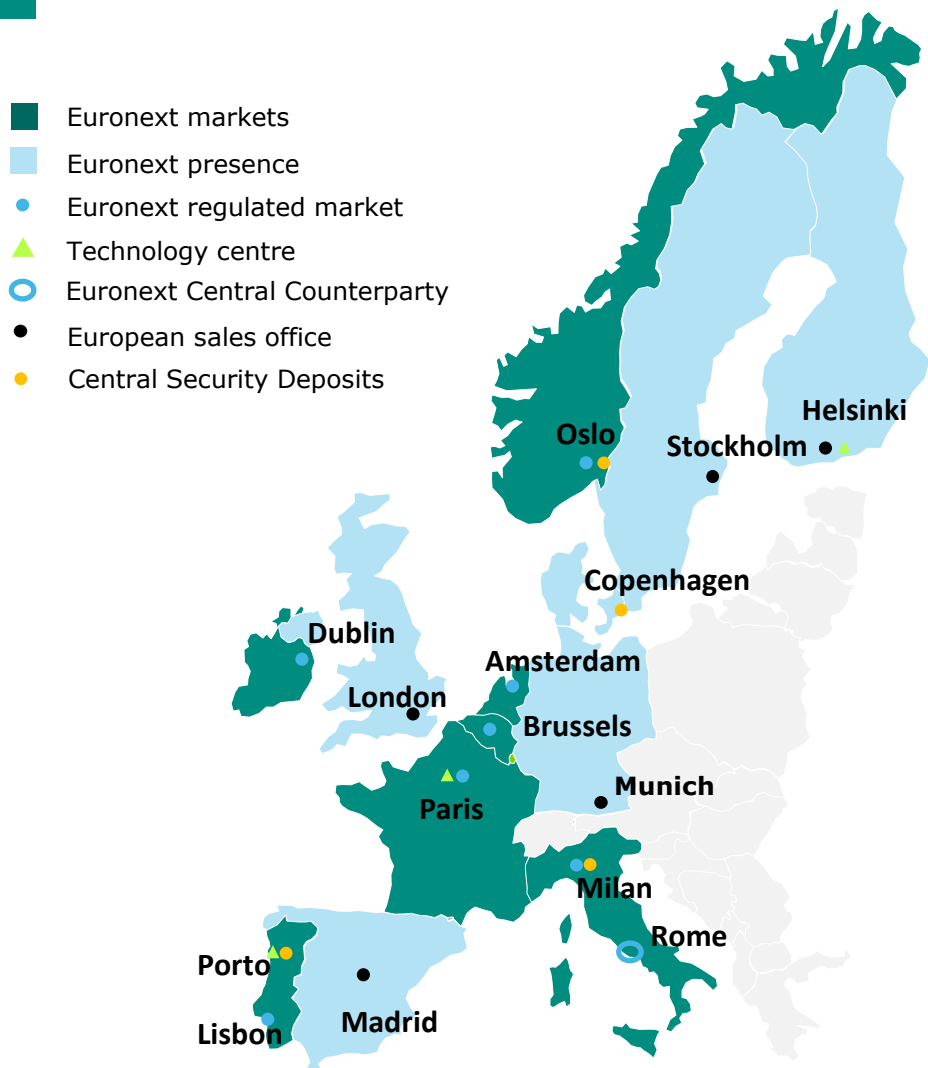 Euronext markets
Euronext presence
Euronext regulated market
Technology centre
Euronext Central Counterparty
European sales office
Central Security Deposits
Helsinki
Oslo
Stockholm
Copenhagen
Dublin
Amsterdam
London
Brussels
Munich
Paris
Milan
Rome
Porto
Madrid
Lisbon